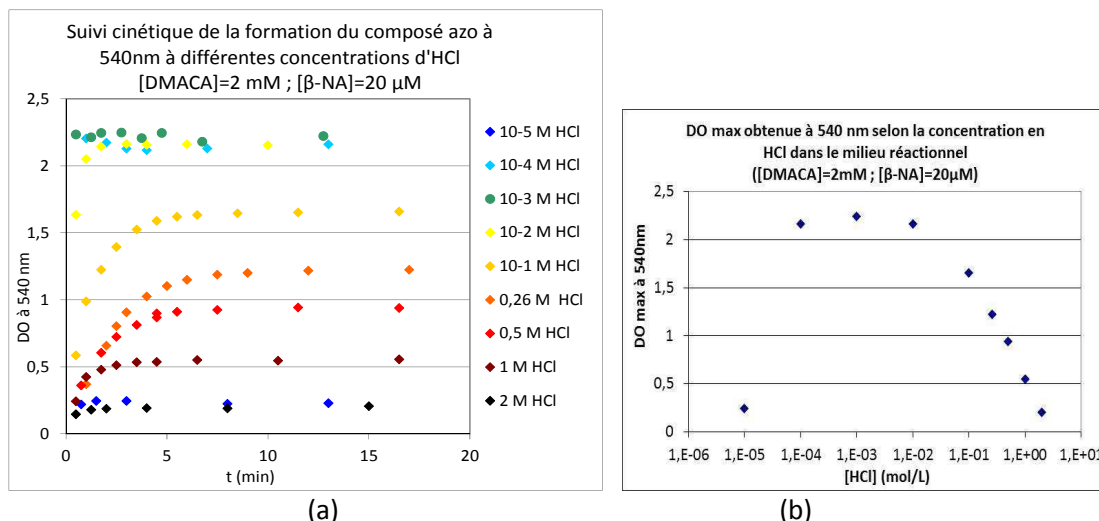 Suivi cinétique de la formation du composé azo à
540nm à différentes concentrations d'HCl
[DMACA]=2 mM ; [β-NA]=20 µM
2,5
2
1,5
1
0,5
0
0
5
10
15
20
DO à 540 nm
t (min)
10-5 M HCl
10-4 M HCl
10-3 M HCl
10-2 M HCl
10-1 M HCl
0,26 M HCl
0,5 M HCl
1 M HCl
2 M HCl
(a)
DO max obtenue à 540 nm selon la concentration en
HCl dans le milieu réactionnel
([DMACA]=2mM ; [β-NA]=20µM)
2,5
2
1,5
1
0,5
0
DO max à 540nm
1,E-06
1,E-05
1,E-04
1,E-03
1,E-02
1,E-01
1,E+00
1,E+01
[HCl] (mol/L)
(b)